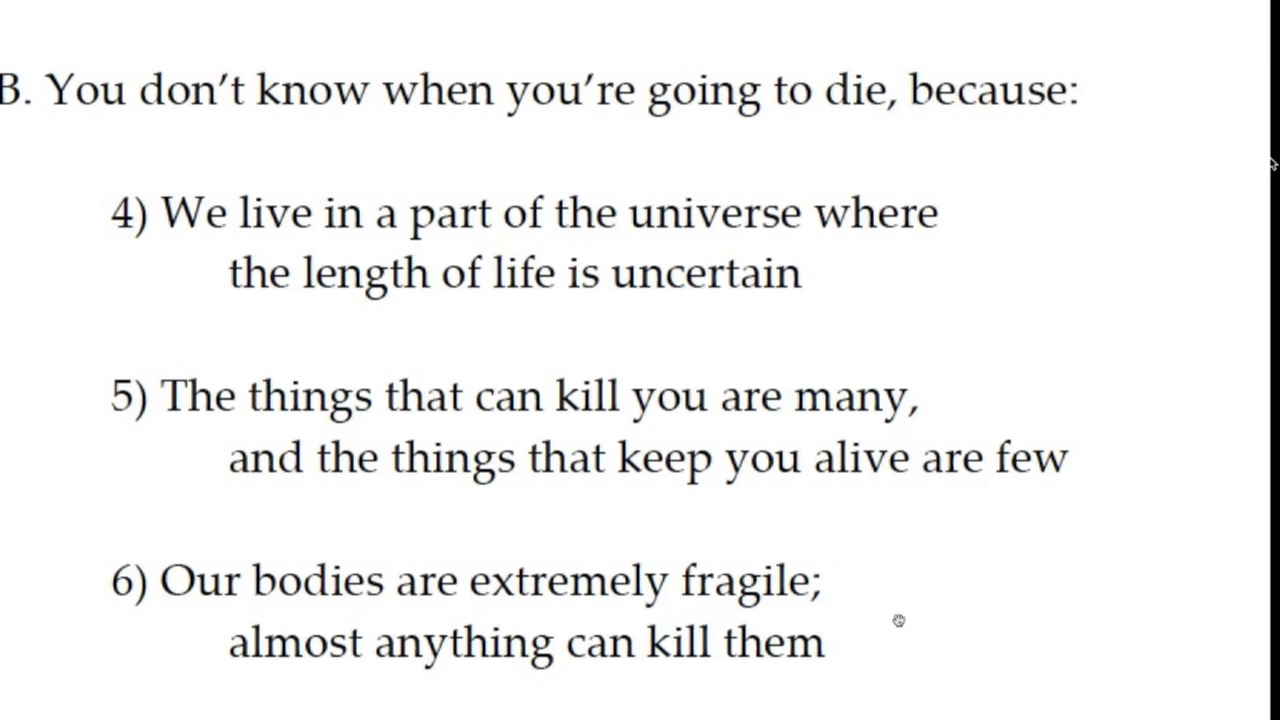 B. You don't know when you're going to die, because:
4) We live in a part of the universe where
the length of life is uncertain
5) The things that can kill you are many,
and the things that keep you alive are few
6) Our bodies are extremely fragile;
almost anything can kill them